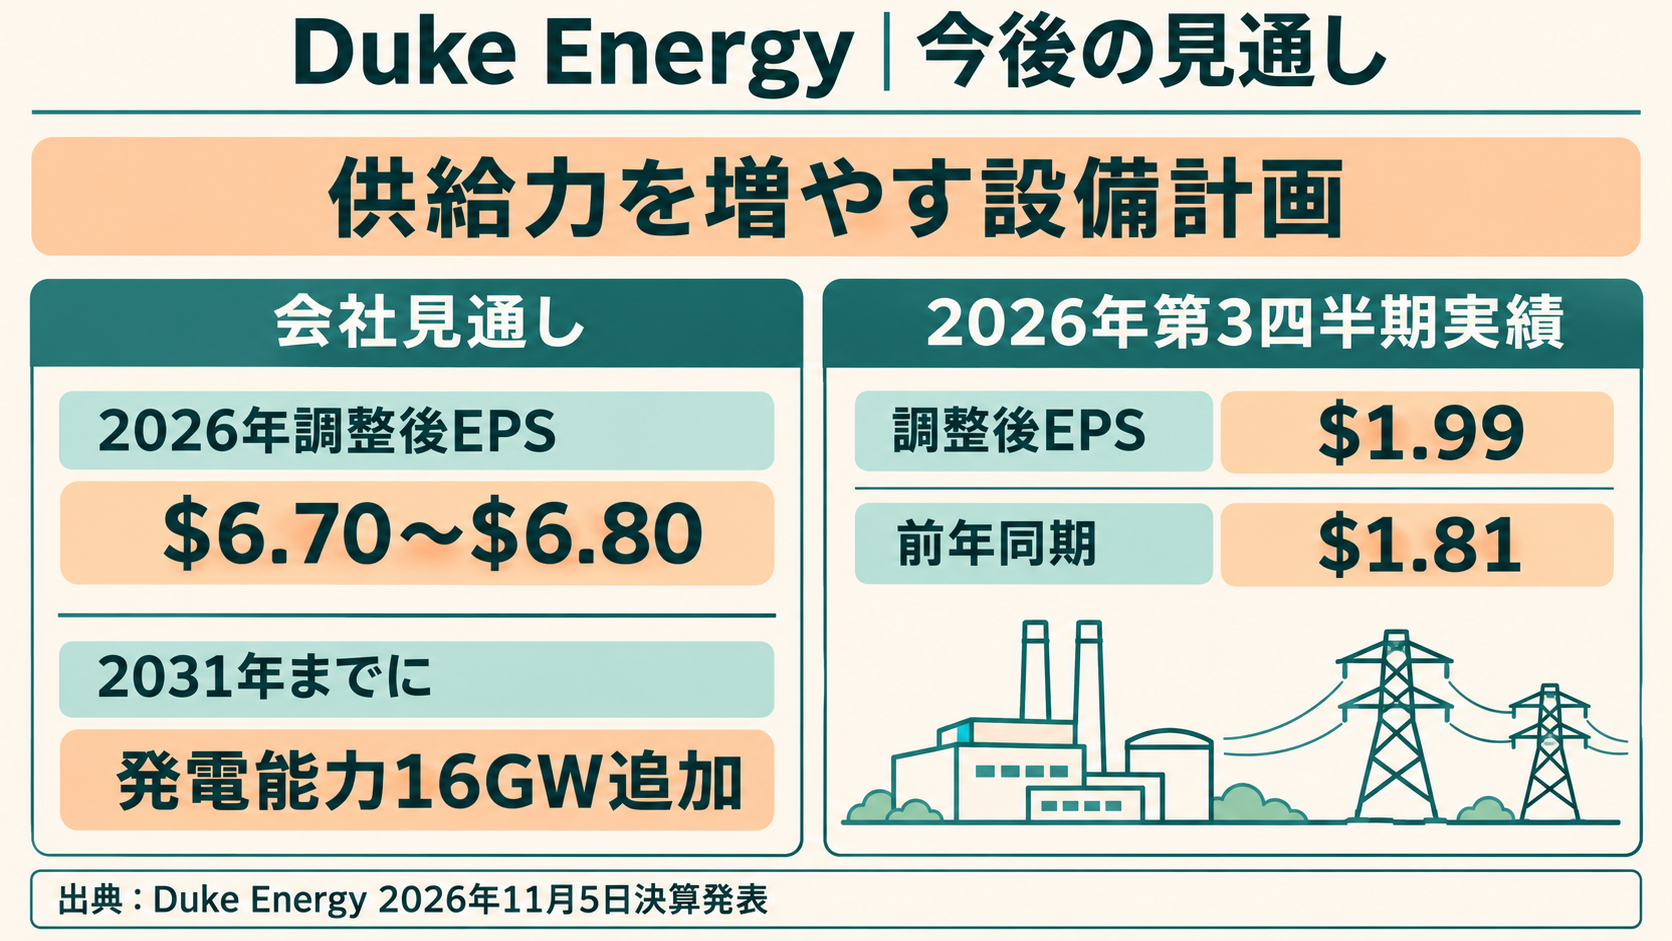 Duke Energy｜今後の見通し
供給力を増やす設備計画
会社見通し
2026年調整後EPS
$6.70～$6.80
2031年までに
発電能力16GW追加
2026年第3四半期実績
調整後EPS
$1.99
前年同期
$1.81
出典：Duke Energy 2026年11月5日決算発表